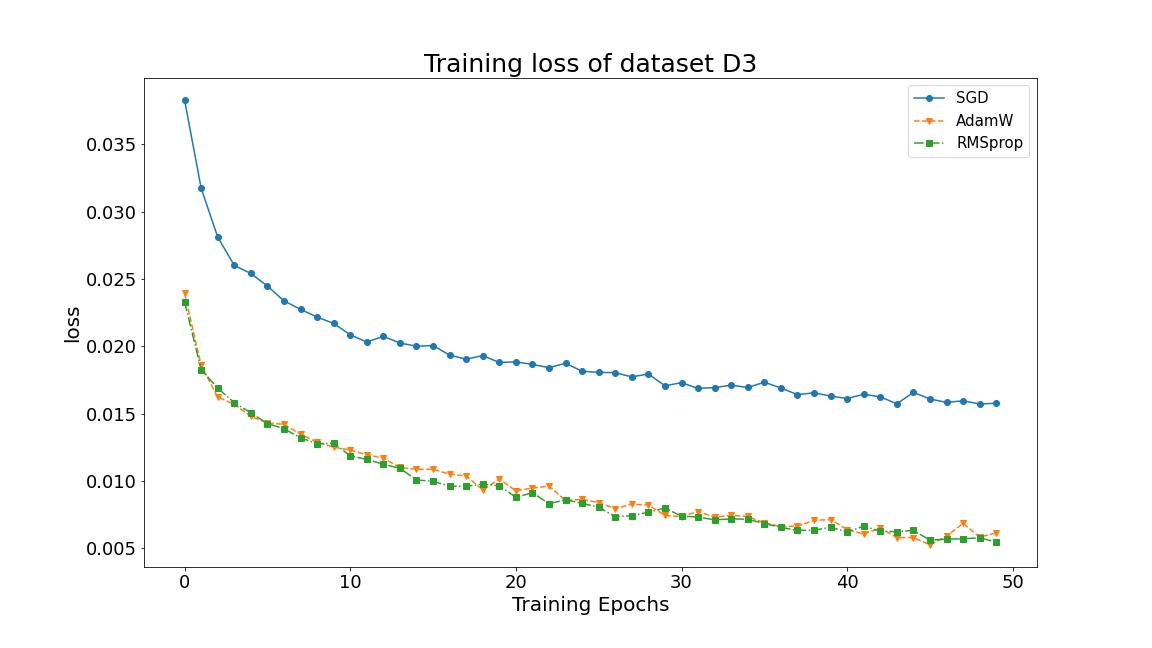 Training loss of dataset D3
SGD
AdamW
RMSprop
0.035
0.030
0.025
0.020
0.015
0.010
0.005
loss
0 10 20 30 40 50
Training Epochs